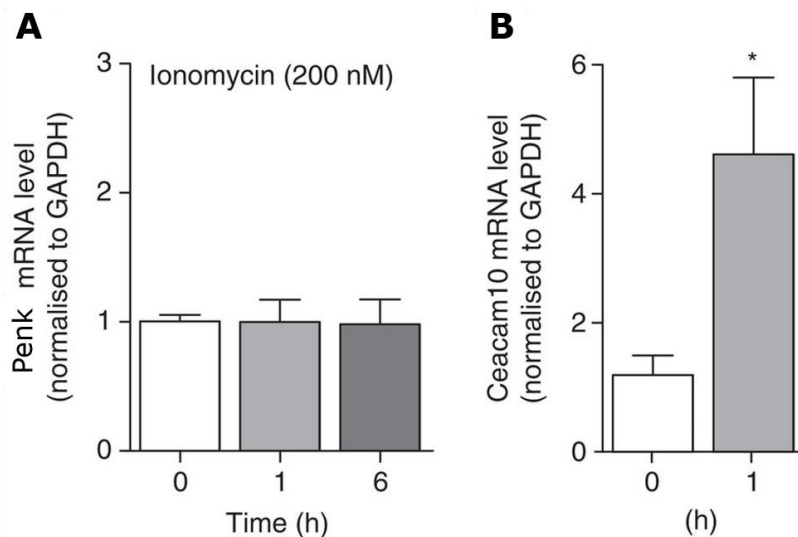 A
Penk mRNA level
(normalised to GAPDH)
3
2
1
0
Ionomycin (200 nM)
0 1 6
Time (h)
B
Ceacam10 mRNA level
(normalised to GAPDH)
6
4
2
0
*
0 1
(h)